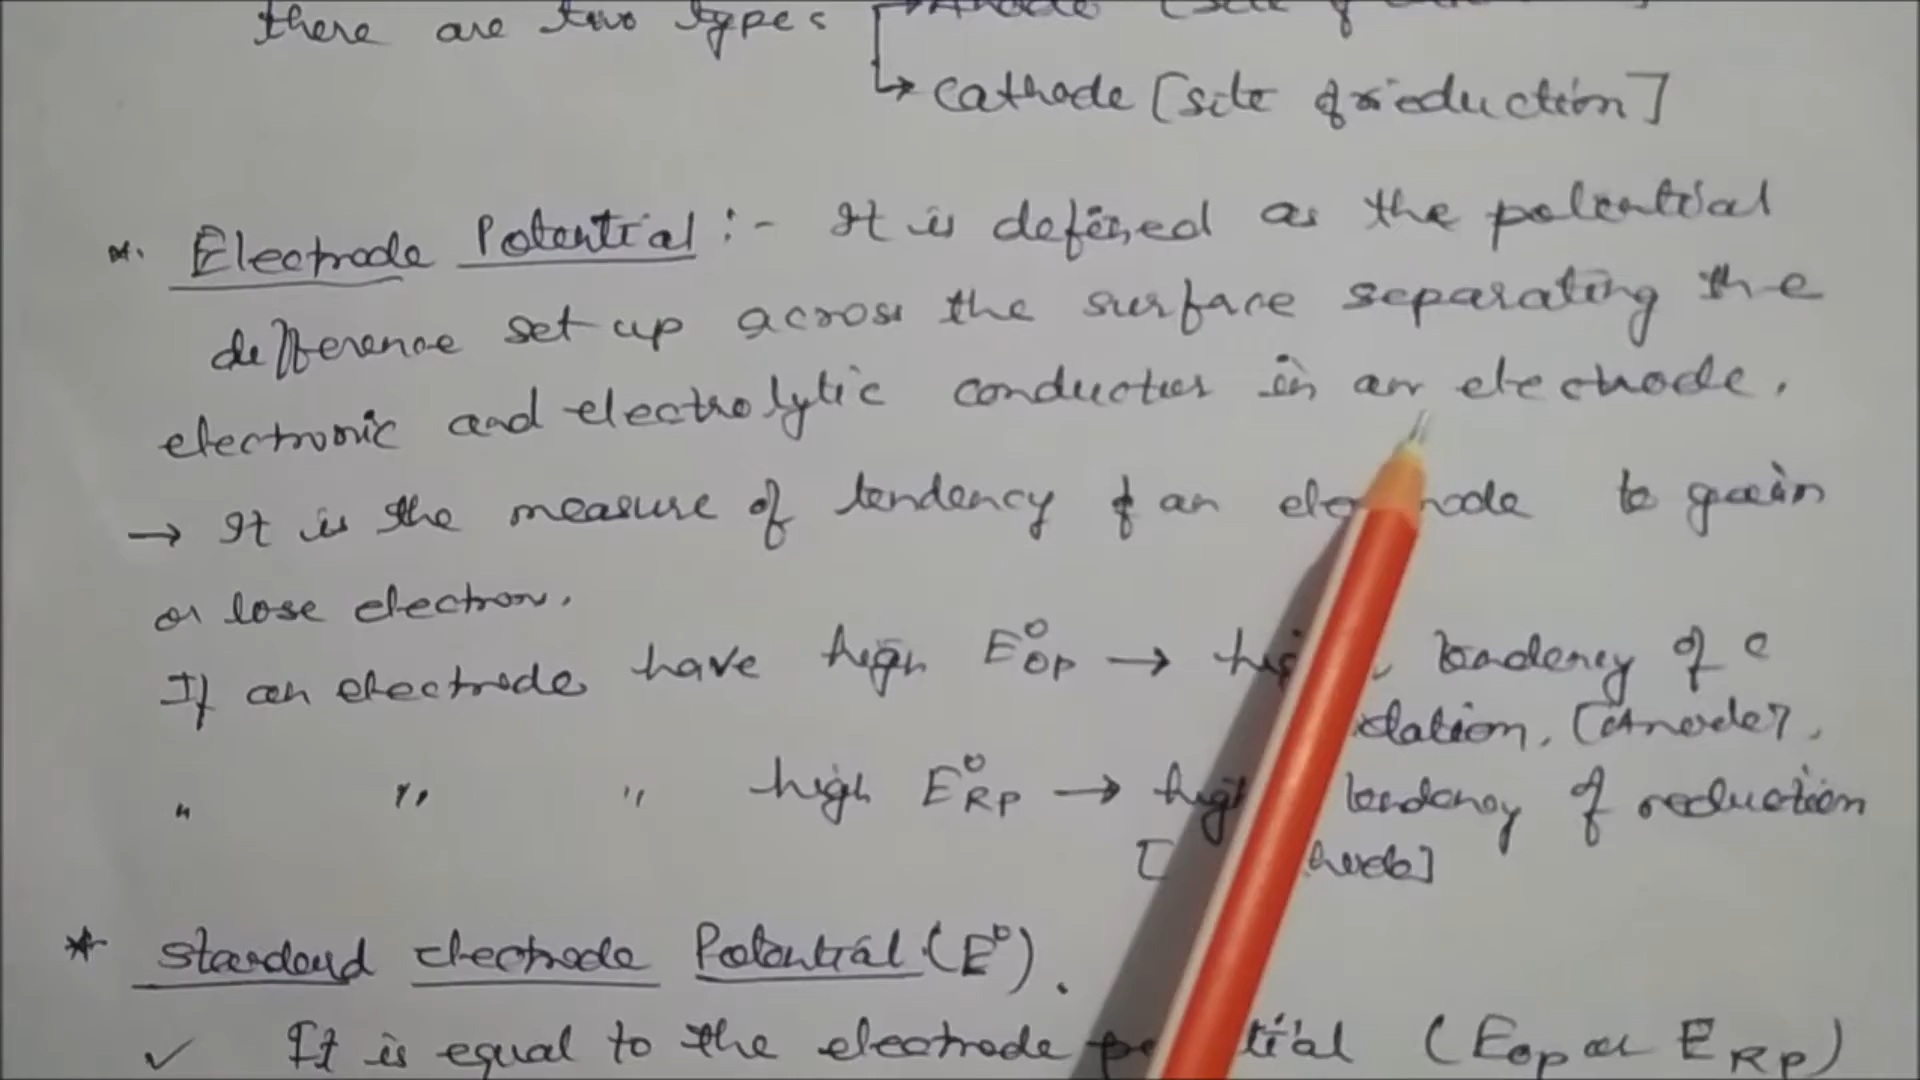 there are two types → Anode
↳ Cathode [site of reduction]
*. Electrode Potential :- It is defined as the potential
difference set up across the surface separating the
electronic and electrolytic conductors in an electrode.
→ It is the measure of tendency of an electrode to gain
or lose electron.
If an electrode have high E°OP → high tendency of
dation. [Anode].
" " " high E°RP → high tendency of reduction
[ thode]
* Standard electrode Potential (E°).
✓ It is equal to the electrode potential (EOP or ERP)